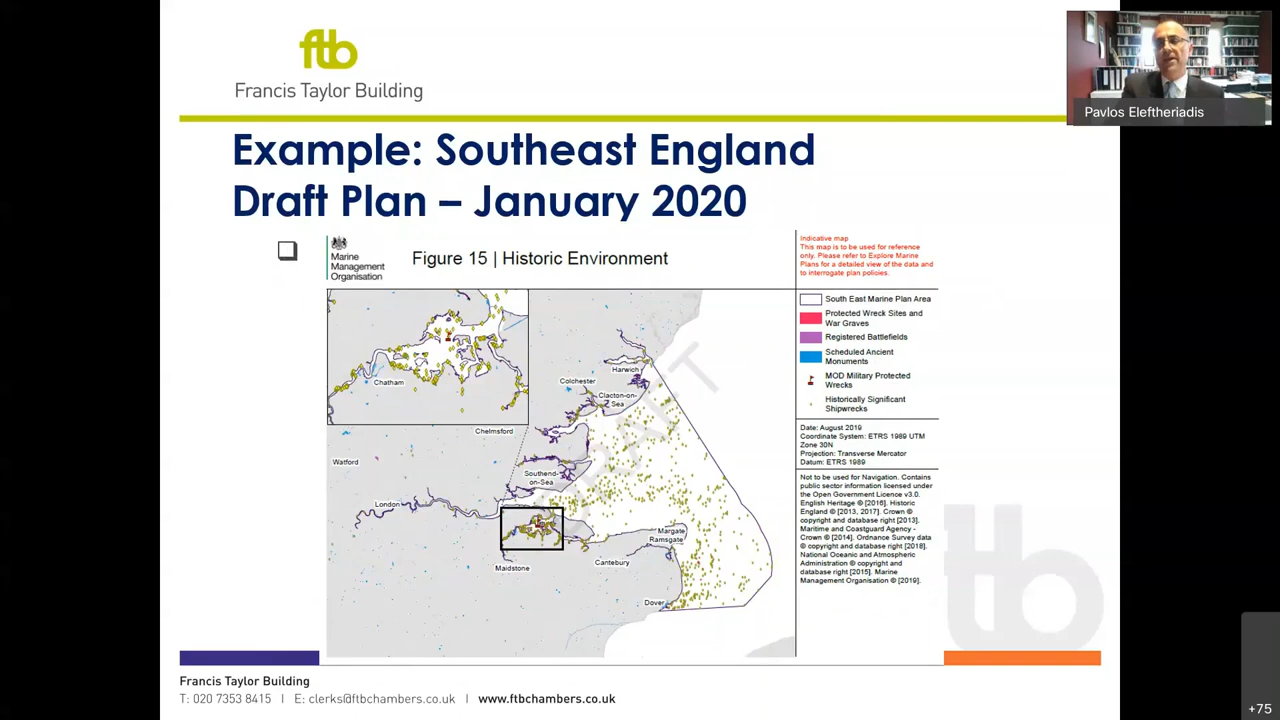 ftb
Francis Taylor Building
Pavlos Eleftheriadis
Example: Southeast England
Draft Plan – January 2020
Marine
Management
Organisation
Figure 15 | Historic Environment
Indicative map
This map is to be used for reference
only. Please refer to Explore Marine
Plans for a detailed view of the data and
to interrogate plan policies.
South East Marine Plan Area
Protected Wreck Sites and
War Graves
Registered Battlefields
Scheduled Ancient
Monuments
MOD Military Protected
Wrecks
Historically Significant
Shipwrecks
Date: August 2019
Coordinate System: ETRS 1989 UTM
Zone 30N
Projection: Transverse Mercator
Datum: ETRS 1989
Not to be used for Navigation. Contains
public sector information licensed under
the Open Government Licence v3.0.
English Heritage © [2016]. Historic
England © [2013, 2017]. Crown ©
copyright and database right [2013].
Maritime and Coastguard Agency -
Crown © [2014]. Ordnance Survey data
© copyright and database right [2018].
National Oceanic and Atmospheric
Administration © copyright and
database right [2015]. Marine
Management Organisation © [2019].
Chatham
Harwich
Colchester
Clacton-on-
Sea
Chelmsford
Watford
Southend-
on-Sea
London
Margate
Ramsgate
Cantebury
Maidstone
Dover
DRAFT
tb
Francis Taylor Building
T: 020 7353 8415 | E: clerks@ftbchambers.co.uk | www.ftbchambers.co.uk
+75